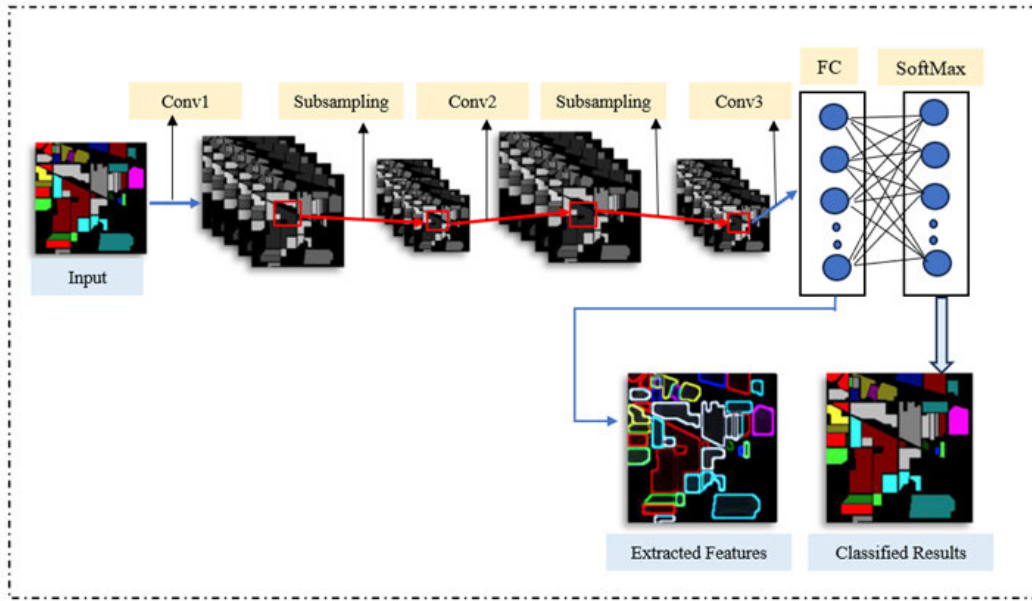 FC
SoftMax
Conv1
Subsampling
Conv2
Subsampling
Conv3
Input
Extracted Features
Classified Results